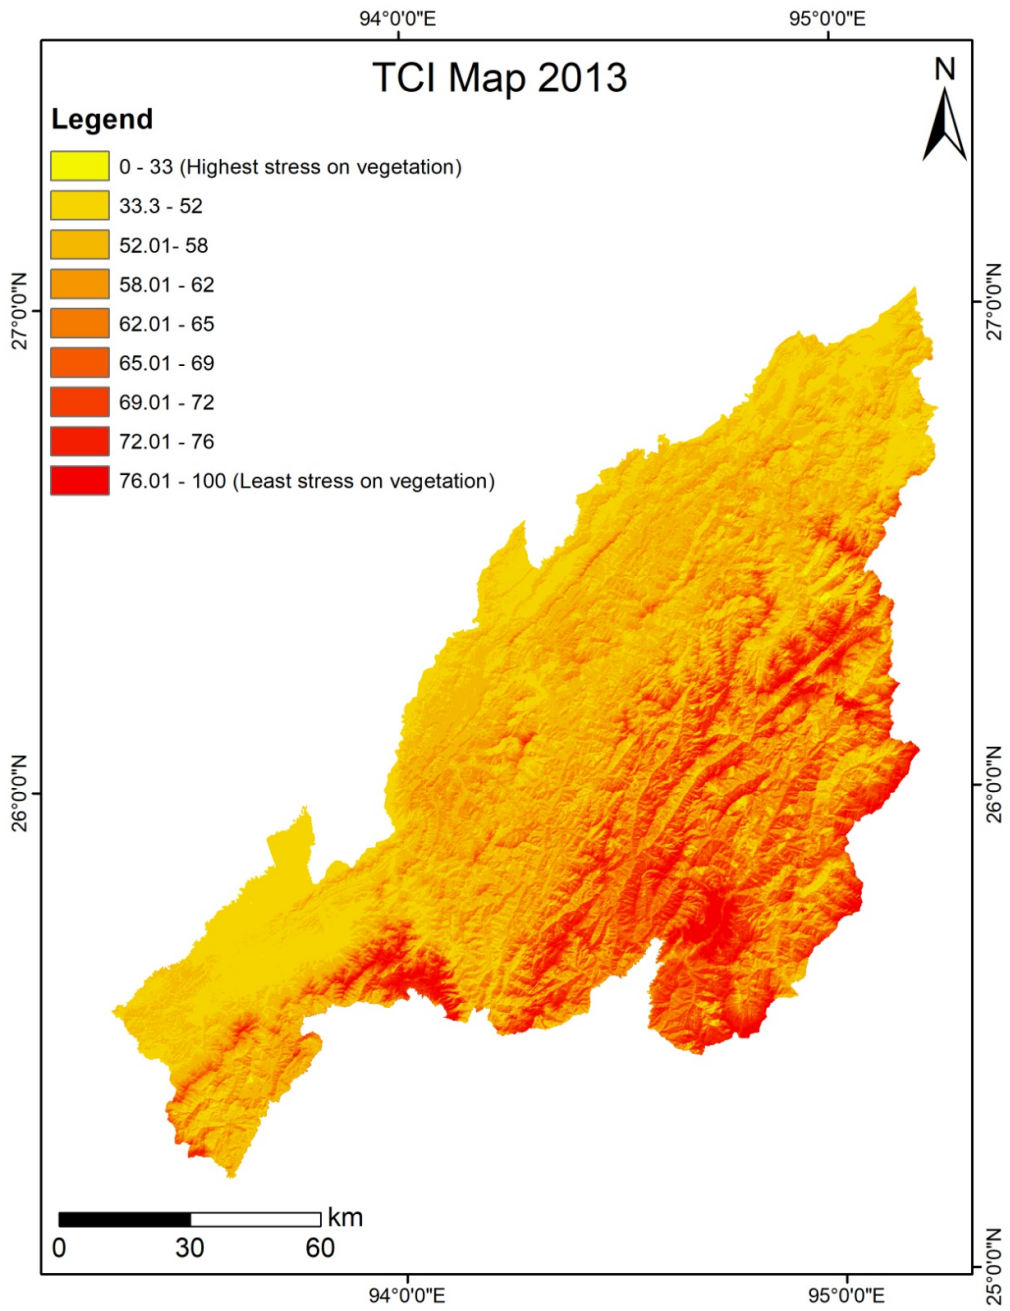 94°0'0"E
95°0'0"E
TCI Map 2013
N
Legend
0 - 33 (Highest stress on vegetation)
33.3 - 52
52.01- 58
58.01 - 62
62.01 - 65
65.01 - 69
69.01 - 72
72.01 - 76
76.01 - 100 (Least stress on vegetation)
27°0'0"N
27°0'0"N
26°0'0"N
26°0'0"N
25°0'0"N
km
0 30 60
94°0'0"E
95°0'0"E